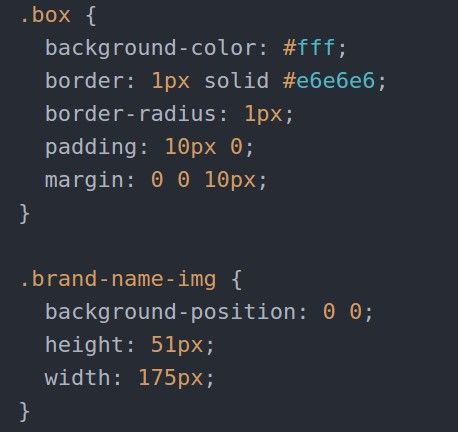 .box {
  background-color: #fff;
  border: 1px solid #e6e6e6;
  border-radius: 1px;
  padding: 10px 0;
  margin: 0 0 10px;
}

.brand-name-img {
  background-position: 0 0;
  height: 51px;
  width: 175px;
}